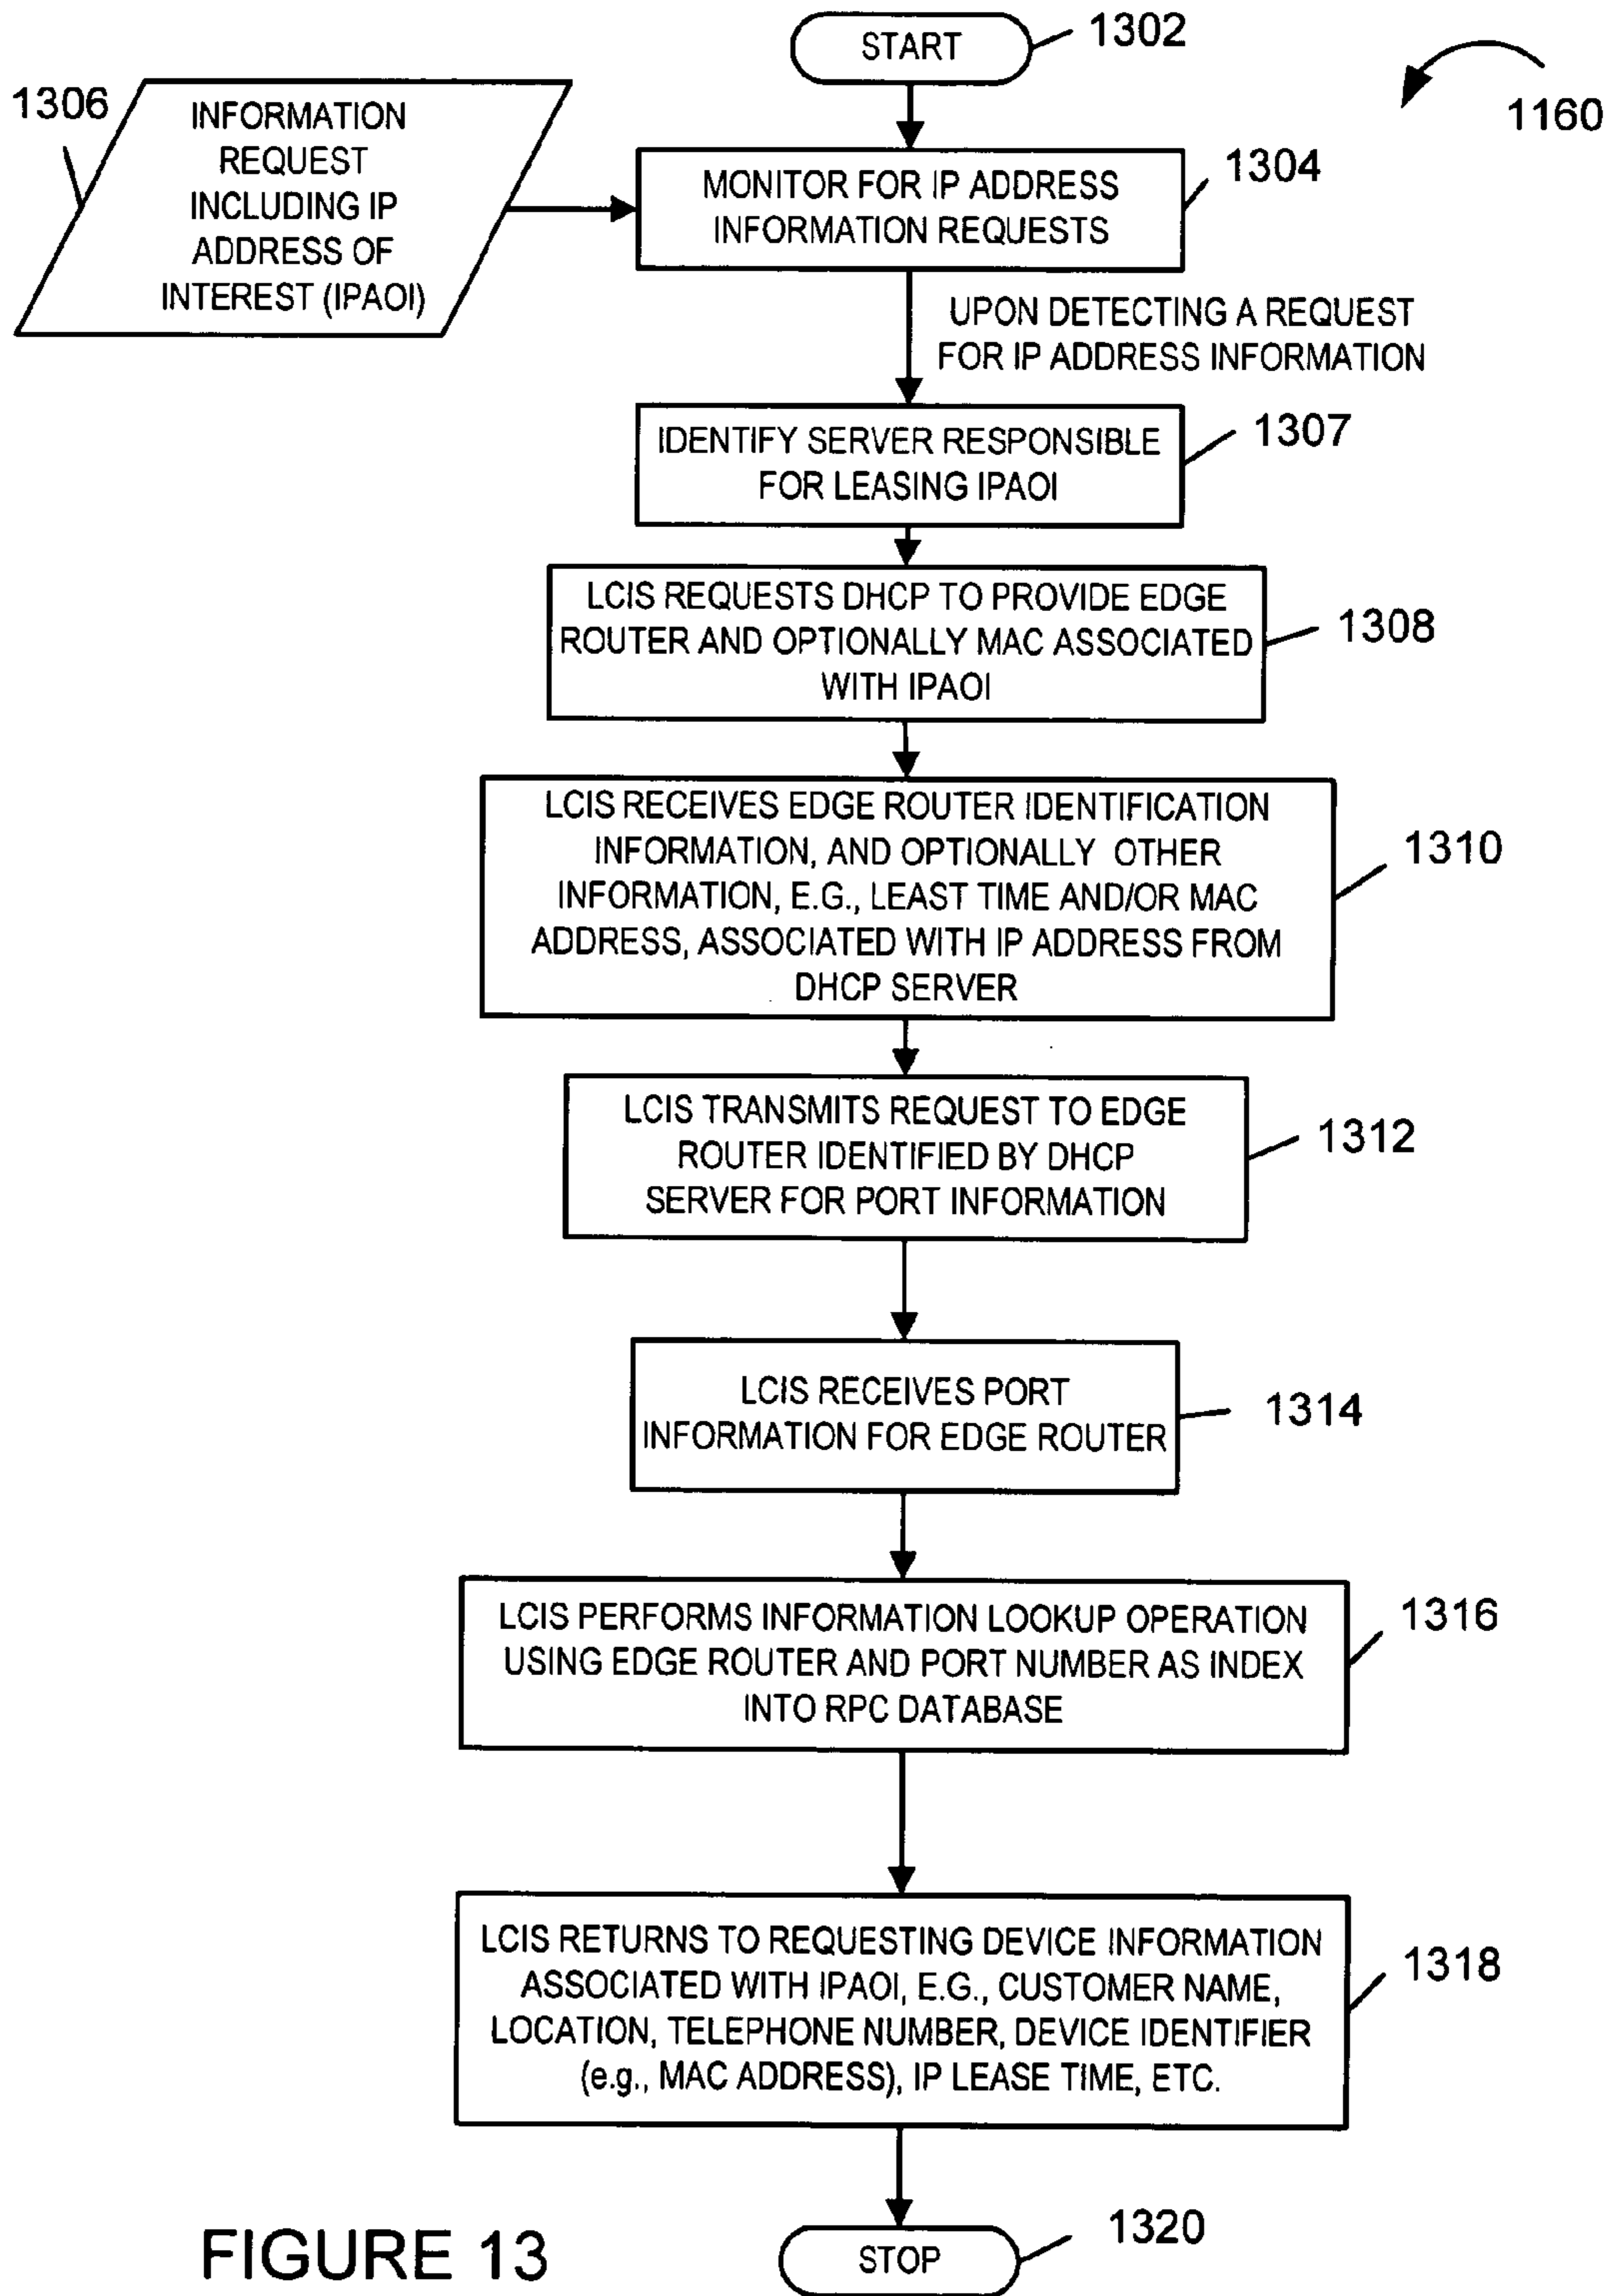 START
1302
1160
1306
INFORMATION
REQUEST
INCLUDING IP
ADDRESS OF
INTEREST (IPAOI)
MONITOR FOR IP ADDRESS
INFORMATION REQUESTS
1304
UPON DETECTING A REQUEST
FOR IP ADDRESS INFORMATION
IDENTIFY SERVER RESPONSIBLE
FOR LEASING IPAOI
1307
LCIS REQUESTS DHCP TO PROVIDE EDGE
ROUTER AND OPTIONALLY MAC ASSOCIATED
WITH IPAOI
1308
LCIS RECEIVES EDGE ROUTER IDENTIFICATION
INFORMATION, AND OPTIONALLY OTHER
INFORMATION, E.G., LEAST TIME AND/OR MAC
ADDRESS, ASSOCIATED WITH IP ADDRESS FROM
DHCP SERVER
1310
LCIS TRANSMITS REQUEST TO EDGE
ROUTER IDENTIFIED BY DHCP
SERVER FOR PORT INFORMATION
1312
LCIS RECEIVES PORT
INFORMATION FOR EDGE ROUTER
1314
LCIS PERFORMS INFORMATION LOOKUP OPERATION
USING EDGE ROUTER AND PORT NUMBER AS INDEX
INTO RPC DATABASE
1316
LCIS RETURNS TO REQUESTING DEVICE INFORMATION
ASSOCIATED WITH IPAOI, E.G., CUSTOMER NAME,
LOCATION, TELEPHONE NUMBER, DEVICE IDENTIFIER
(e.g., MAC ADDRESS), IP LEASE TIME, ETC.
1318
STOP
1320
FIGURE 13